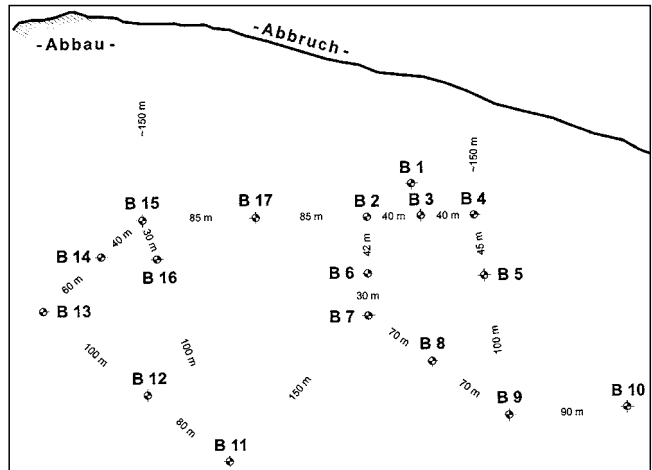 -Abbau-
-Abbruch-
~150 m
~150 m
B 1
B 15
B 17
B 2
B 3
B 4
85 m
85 m
40 m
40 m
40 m
30 m
42 m
45 m
B 14
B 16
B 6
B 5
60 m
30 m
B 13
B 7
100 m
70 m
B 8
100 m
100 m
B 12
150 m
70 m
B 9
B 10
90 m
80 m
B 11